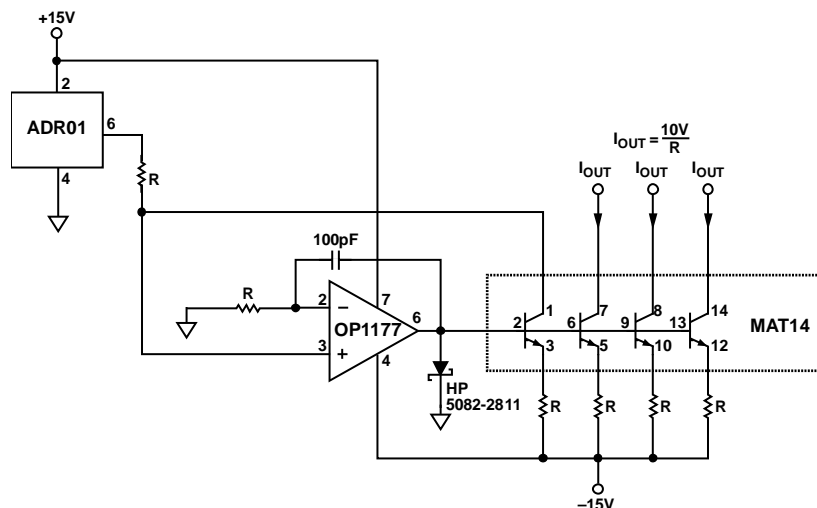 +15V
2
ADR01
6
4
R
I_OUT = 10V/R
I_OUT I_OUT I_OUT
100pF
R
2
–
7
OP1177
6
3
+
4
HP
5082-2811
1 7 8 14
2 6 9 13
MAT14
3 5 10 12
R R R R
–15V